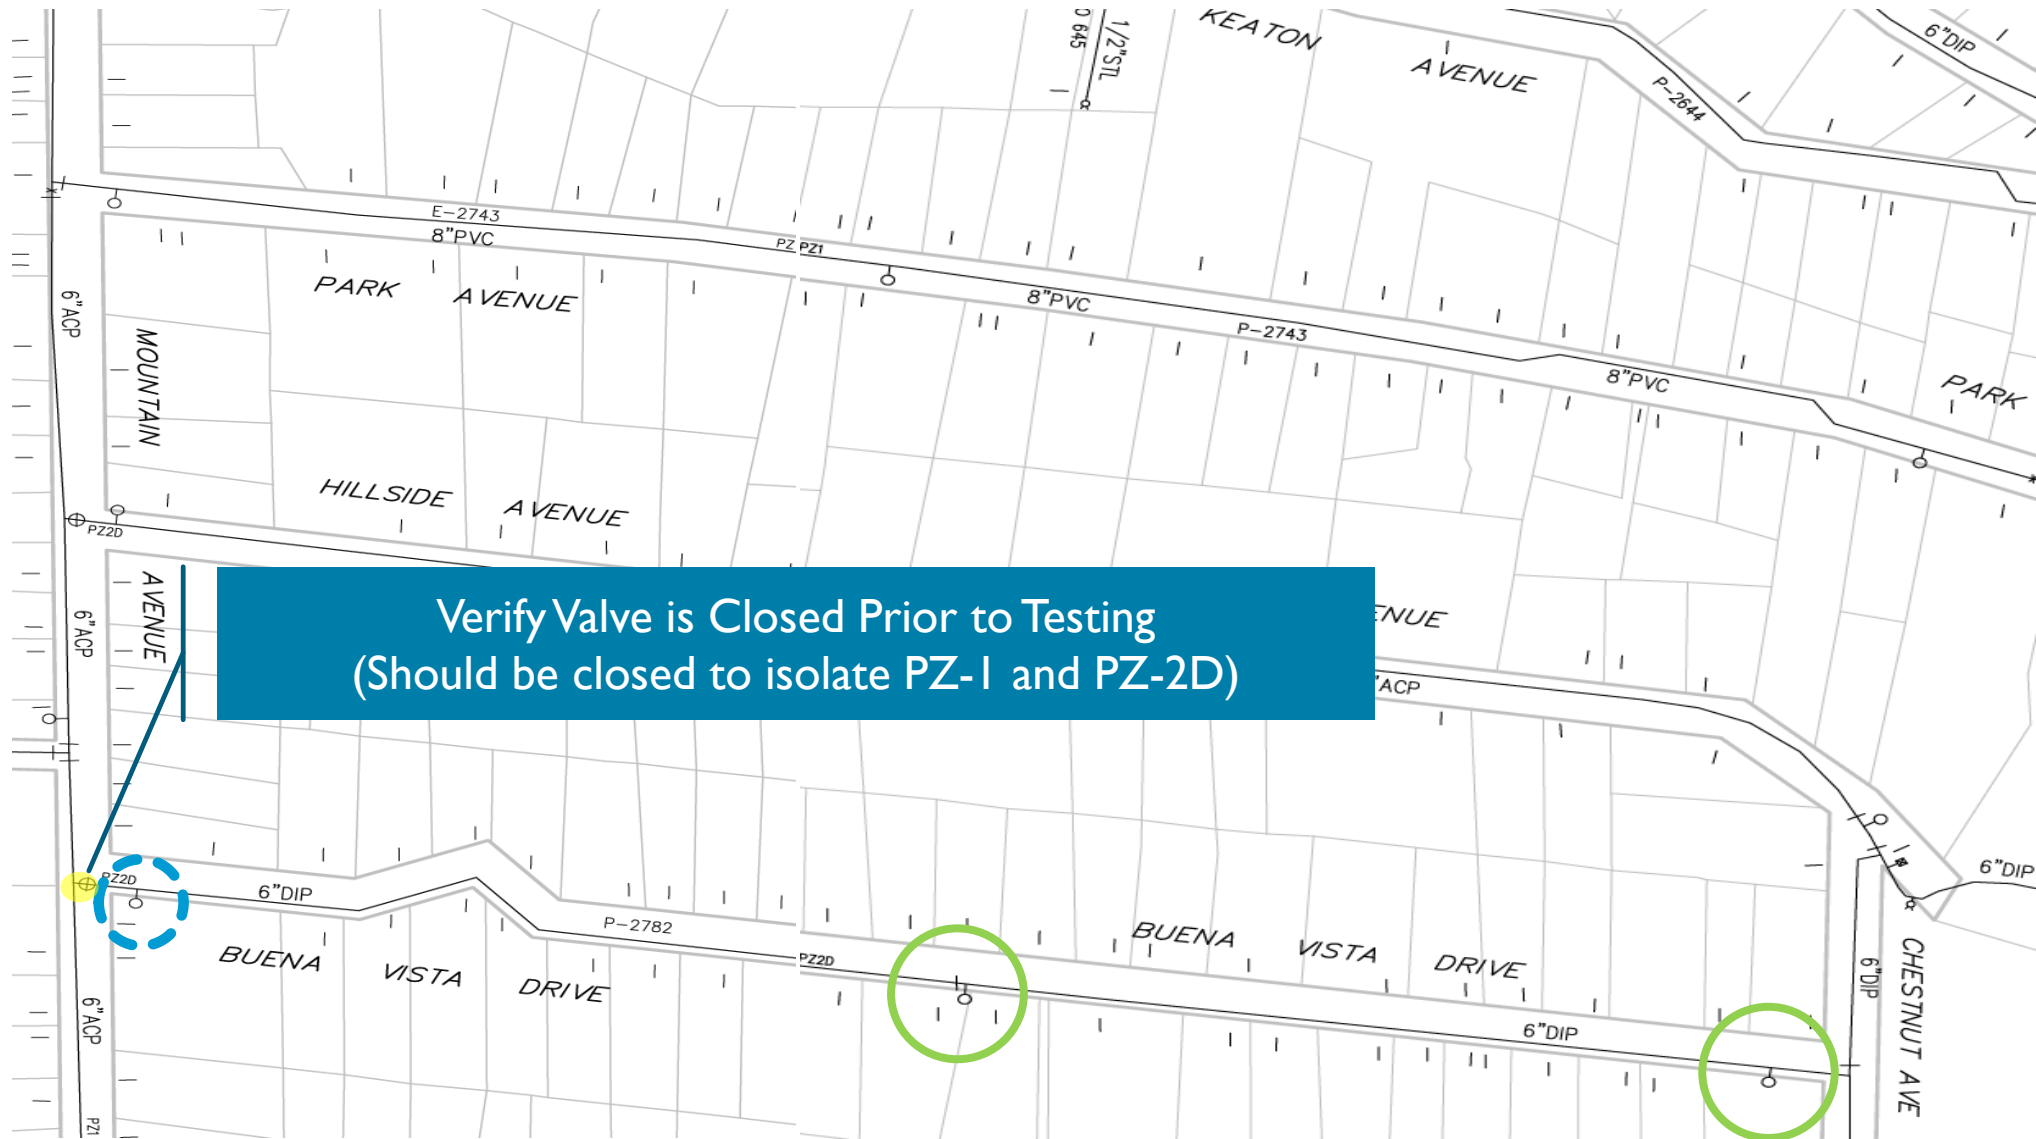 1/2"STL
O 645
KEATON AVENUE
6"DIP
P-2644
E-2743
8"PVC
PZ PZ1
PARK AVENUE
8"PVC
P-2743
8"PVC
PARK
6"ACP
MOUNTAIN
HILLSIDE AVENUE
PZ2D
AVENUE
6"ACP
Verify Valve is Closed Prior to Testing
(Should be closed to isolate PZ-1 and PZ-2D)
ENUE
"ACP
PZ2D
6"DIP
P-2782
BUENA VISTA DRIVE
PZ2D
BUENA VISTA DRIVE
6"DIP
6"DIP
6"DIP
CHESTNUT AVE
6"ACP
PZ1